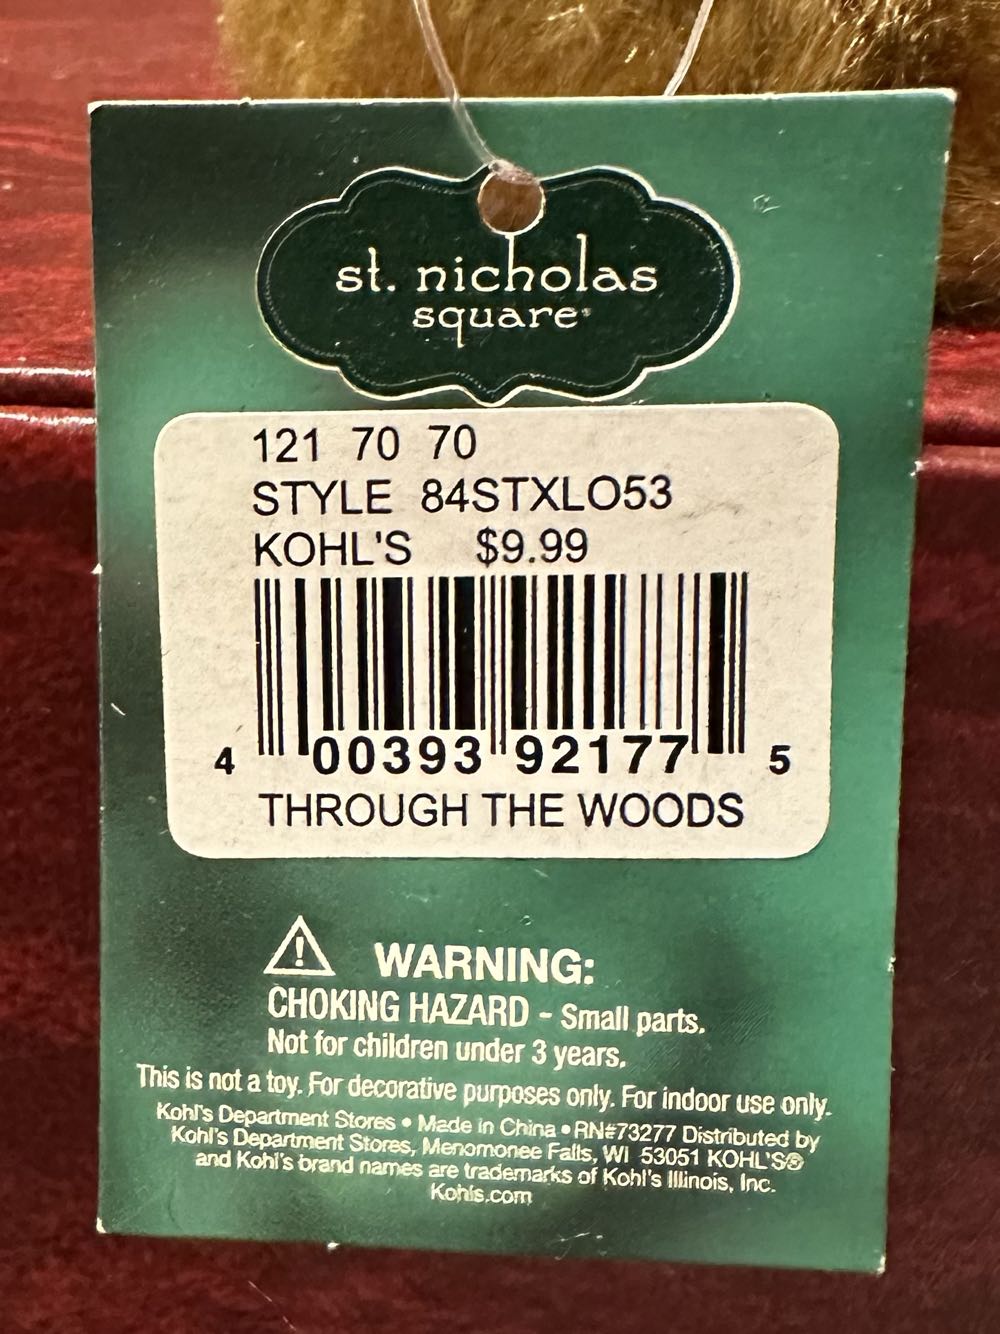 st. nicholas
square®
121 70 70
STYLE 84STXLO53
KOHL'S $9.99
4 00393 92177 5
THROUGH THE WOODS
WARNING:
CHOKING HAZARD - Small parts.
Not for children under 3 years.
This is not a toy. For decorative purposes only. For indoor use only.
Kohl's Department Stores • Made in China • RN#73277 Distributed by
Kohl's Department Stores, Menomonee Falls, WI 53051 KOHL'S®
and Kohl's brand names are trademarks of Kohl's Illinois, Inc.
Kohls.com